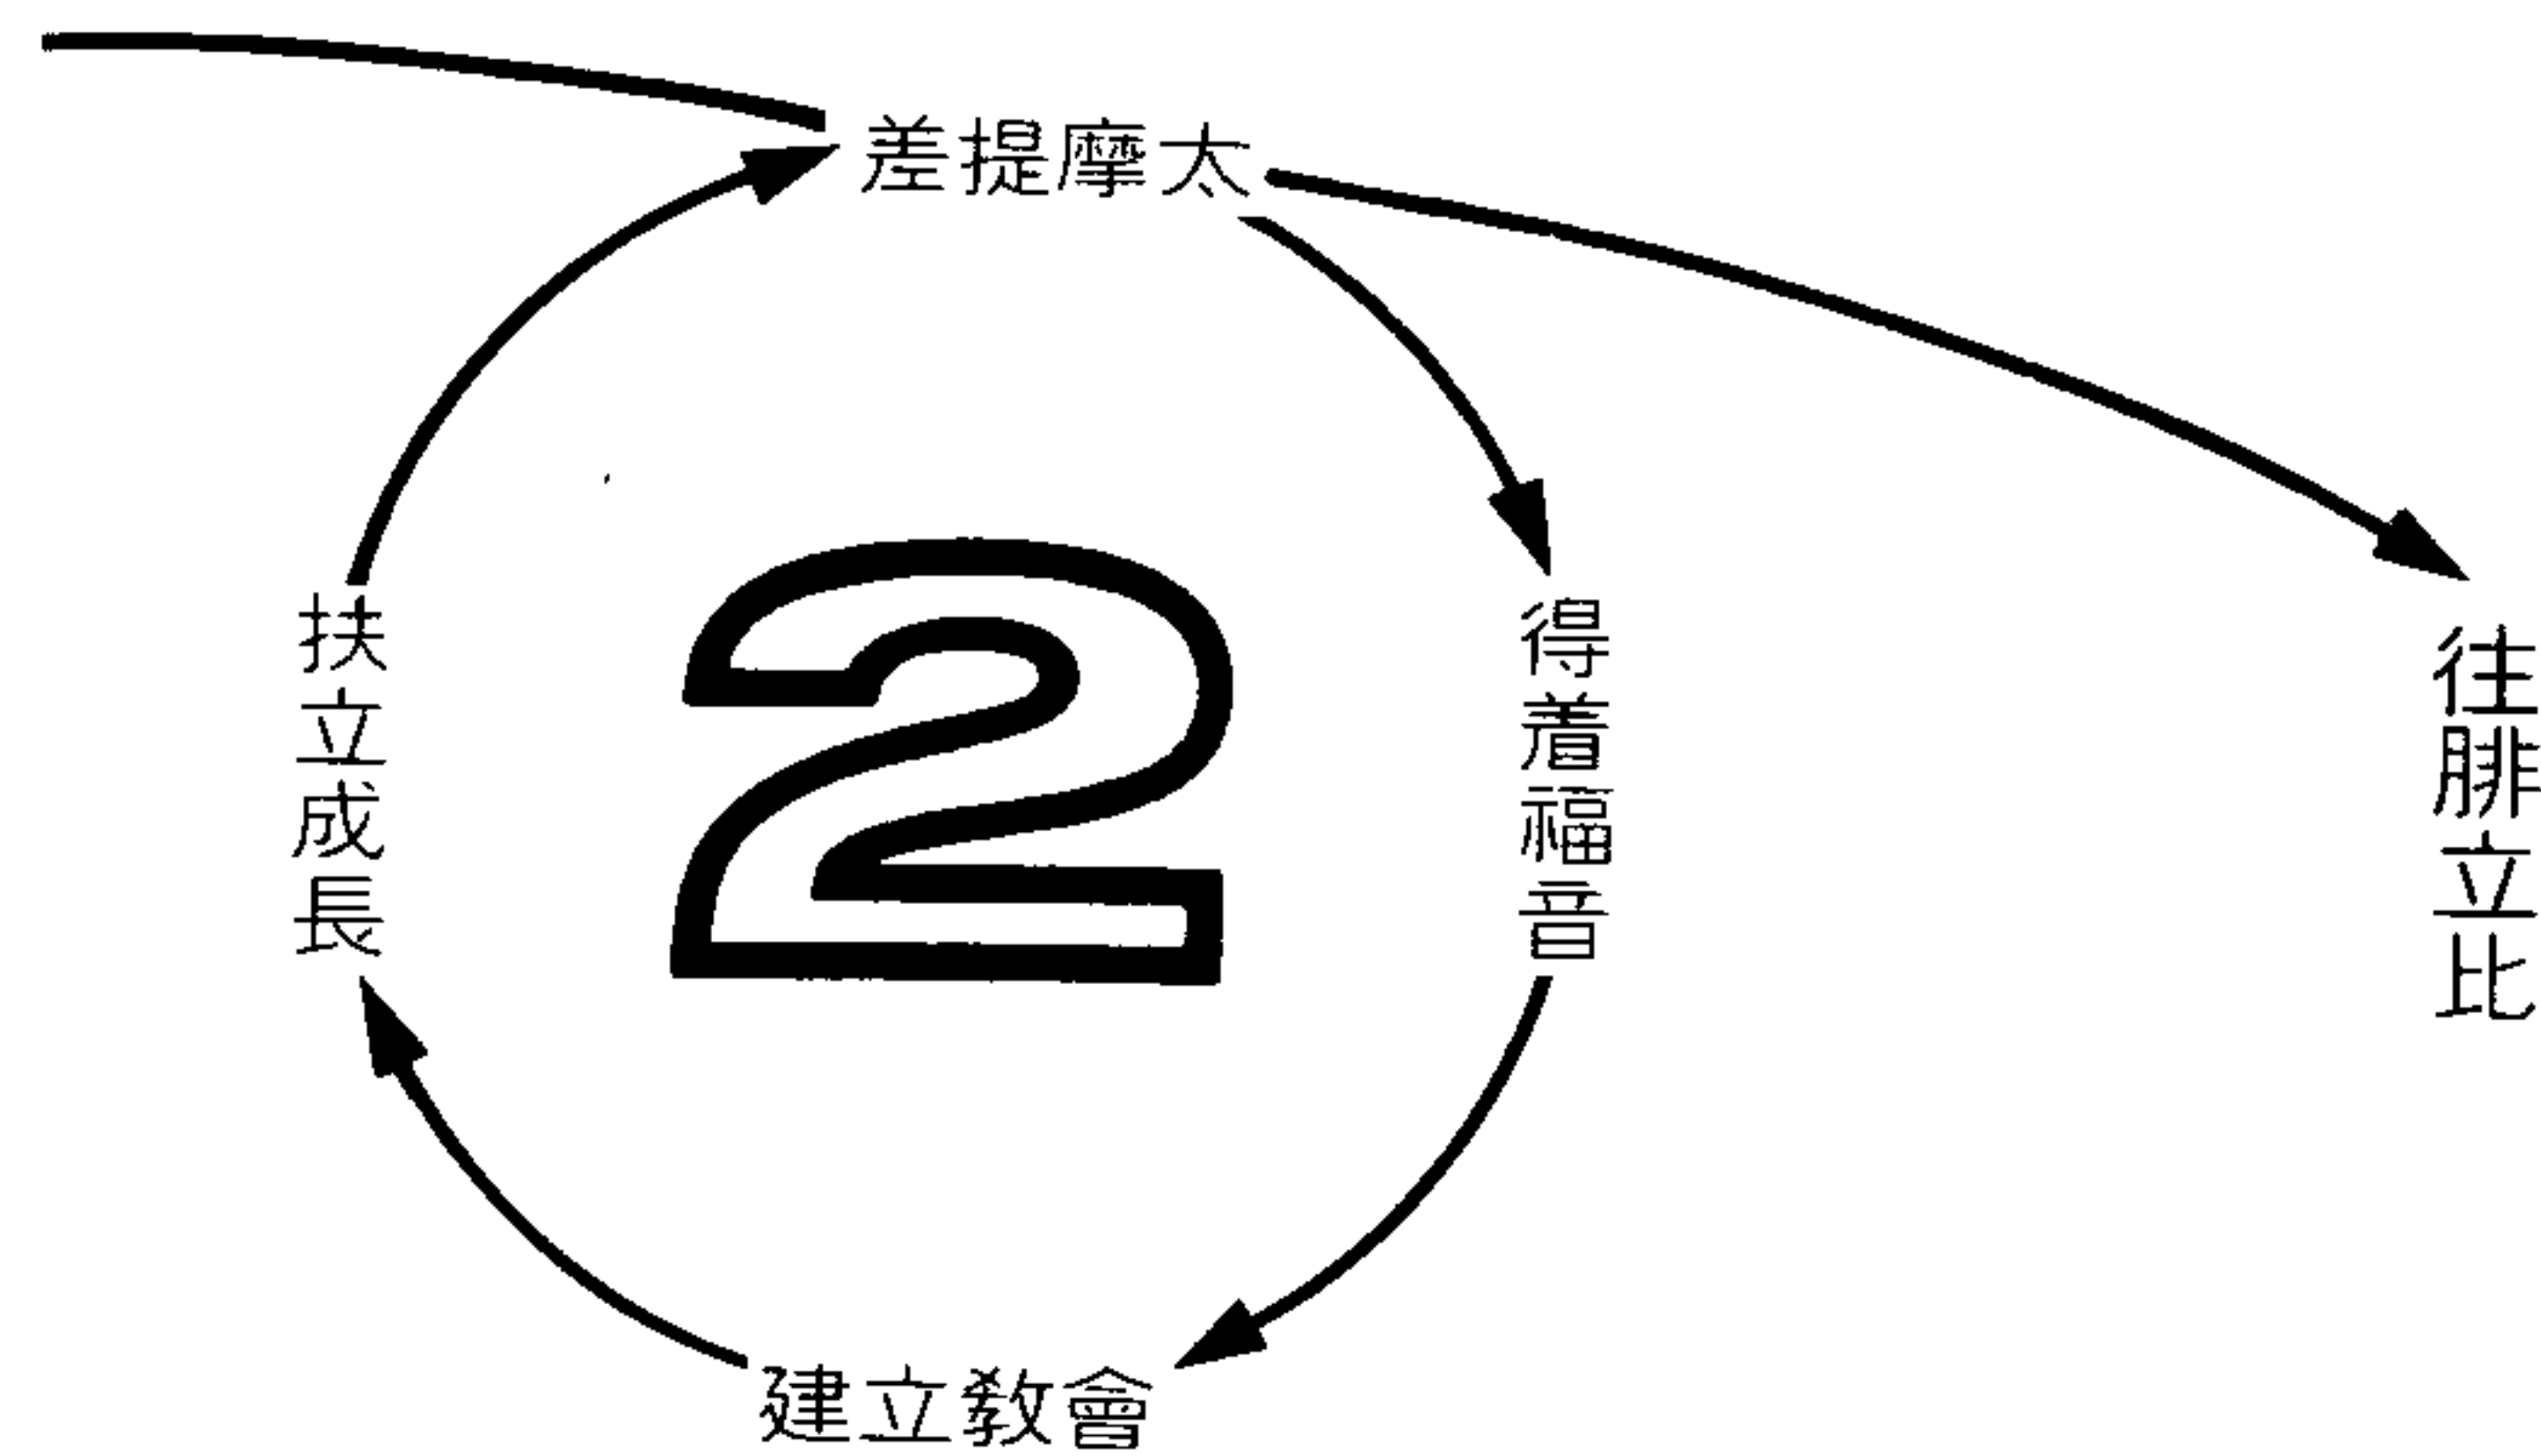 差提摩太
得着福音
往腓立比
建立教會
扶立成長
2